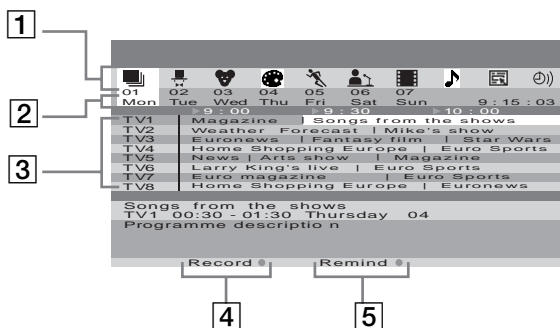 1
01 02 03 04 05 06 07
2
Mon Tue Wed Thu Fri Sat Sun 9:15:03
9:00 9:30 10:00
TV1 Magazine | Songs from the shows
TV2 Weather Forecast | Mike's show
TV3 Euronews | Fantasy film | Star Wars
TV4 Home Shopping Europe | Euro Sports
3
TV5 News | Arts show | Magazine
TV6 Larry King's live | Euro Sports
TV7 Euro magazine | Euro Sports
TV8 Home Shopping Europe | Euronews
Songs from the shows
TV1 00:30 - 01:30 Thursday 04
Programme descriptio n
Record Remind
4 5